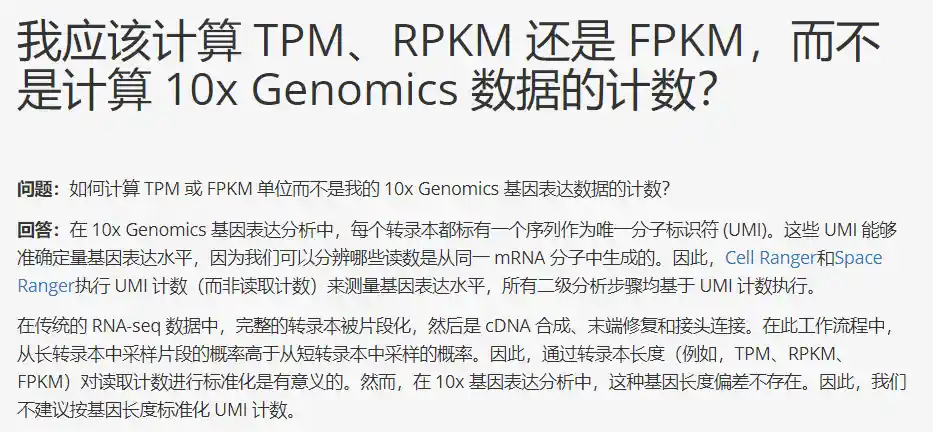 我应该计算 TPM、RPKM 还是 FPKM，而不
是计算 10x Genomics 数据的计数？
问题：如何计算 TPM 或 FPKM 单位而不是我的 10x Genomics 基因表达数据的计数？
回答：在 10x Genomics 基因表达分析中，每个转录本都标有一个序列作为唯一分子标识符 (UMI)。这些 UMI 能够
准确定量基因表达水平，因为我们可以分辨哪些读数是从同一 mRNA 分子中生成的。因此，Cell Ranger和Space
Ranger执行 UMI 计数（而非读取计数）来测量基因表达水平，所有二级分析步骤均基于 UMI 计数执行。
在传统的 RNA-seq 数据中，完整的转录本被片段化，然后是 cDNA 合成、末端修复和接头连接。在此工作流程中，
从长转录本中采样片段的概率高于从短转录本中采样的概率。因此，通过转录本长度（例如，TPM、RPKM、
FPKM）对读取计数进行标准化是有意义的。然而，在 10x 基因表达分析中，这种基因长度偏差不存在。因此，我们
不建议按基因长度标准化 UMI 计数。